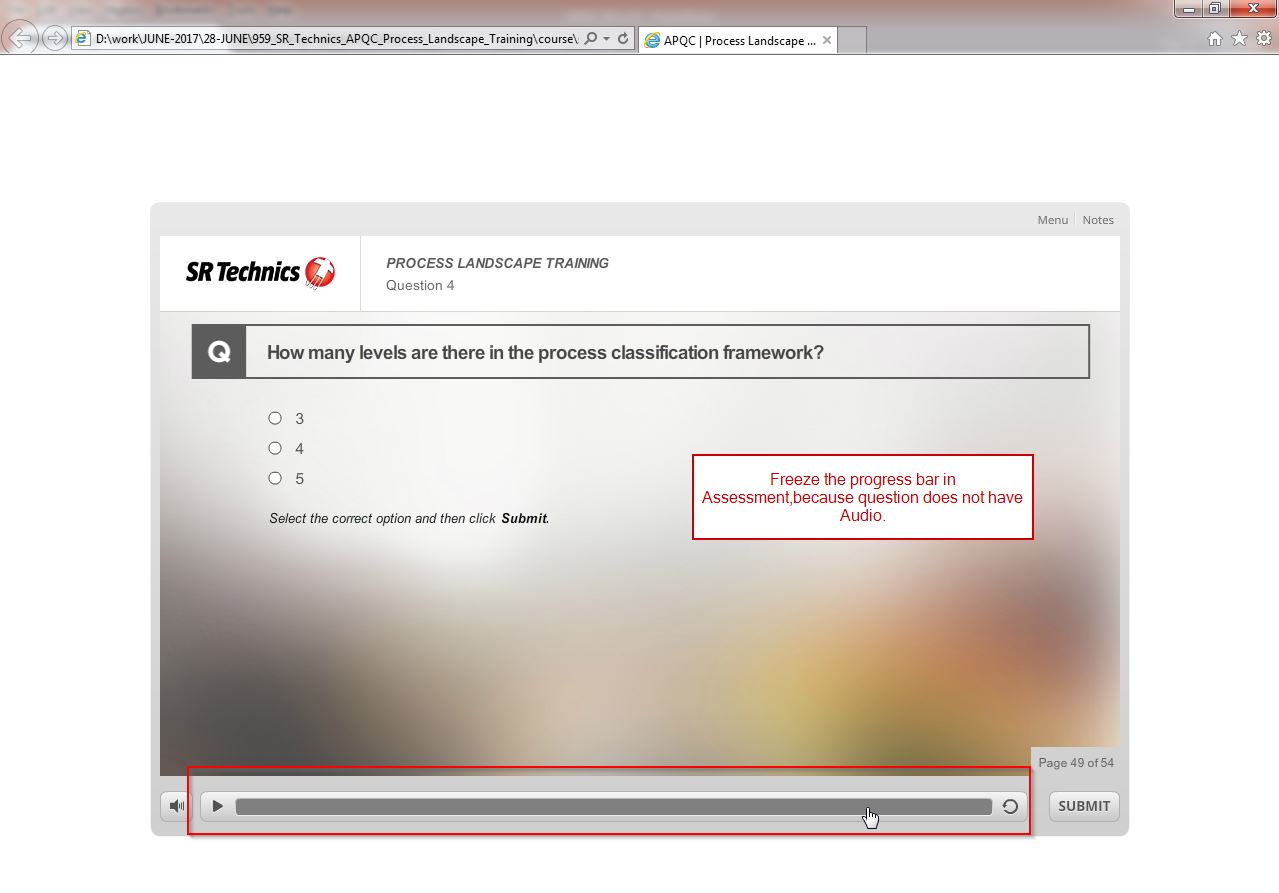 D:\work\JUNE-2017\28-JUNE\959_SR_Technics_APQC_Process_Landscape_Training\course\
APQC | Process Landscape ...
Menu
Notes
SR Technics
PROCESS LANDSCAPE TRAINING
Question 4
Q
How many levels are there in the process classification framework?
3
4
5
Select the correct option and then click Submit.
Freeze the progress bar in
Assessment,because question does not have
Audio.
Page 49 of 54
SUBMIT